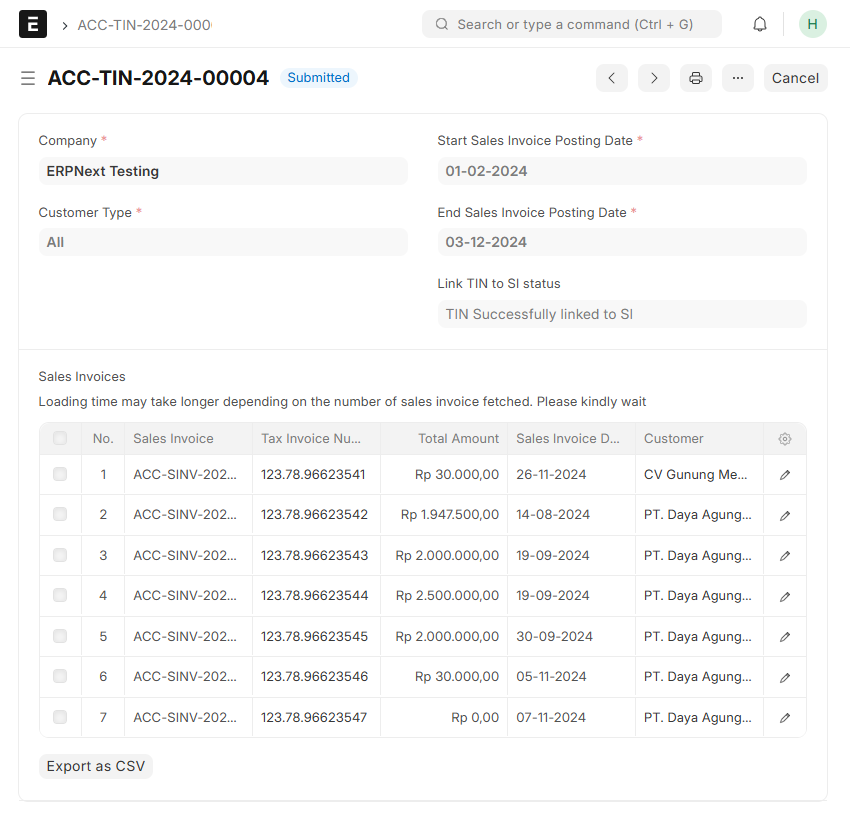 E
ACC-TIN-2024-000
Search or type a command (Ctrl + G)
H
ACC-TIN-2024-00004
Submitted
...
Cancel
Company *
Start Sales Invoice Posting Date *
ERPNext Testing
01-02-2024
Customer Type *
End Sales Invoice Posting Date *
All
03-12-2024
Link TIN to SI status
TIN Successfully linked to SI
Sales Invoices
Loading time may take longer depending on the number of sales invoice fetched. Please kindly wait
No. Sales Invoice Tax Invoice Nu... Total Amount Sales Invoice D... Customer
1 ACC-SINV-202... 123.78.96623541 Rp 30.000,00 26-11-2024 CV Gunung Me...
2 ACC-SINV-202... 123.78.96623542 Rp 1.947.500,00 14-08-2024 PT. Daya Agung...
3 ACC-SINV-202... 123.78.96623543 Rp 2.000.000,00 19-09-2024 PT. Daya Agung...
4 ACC-SINV-202... 123.78.96623544 Rp 2.500.000,00 19-09-2024 PT. Daya Agung...
5 ACC-SINV-202... 123.78.96623545 Rp 2.000.000,00 30-09-2024 PT. Daya Agung...
6 ACC-SINV-202... 123.78.96623546 Rp 30.000,00 05-11-2024 PT. Daya Agung...
7 ACC-SINV-202... 123.78.96623547 Rp 0,00 07-11-2024 PT. Daya Agung...
Export as CSV